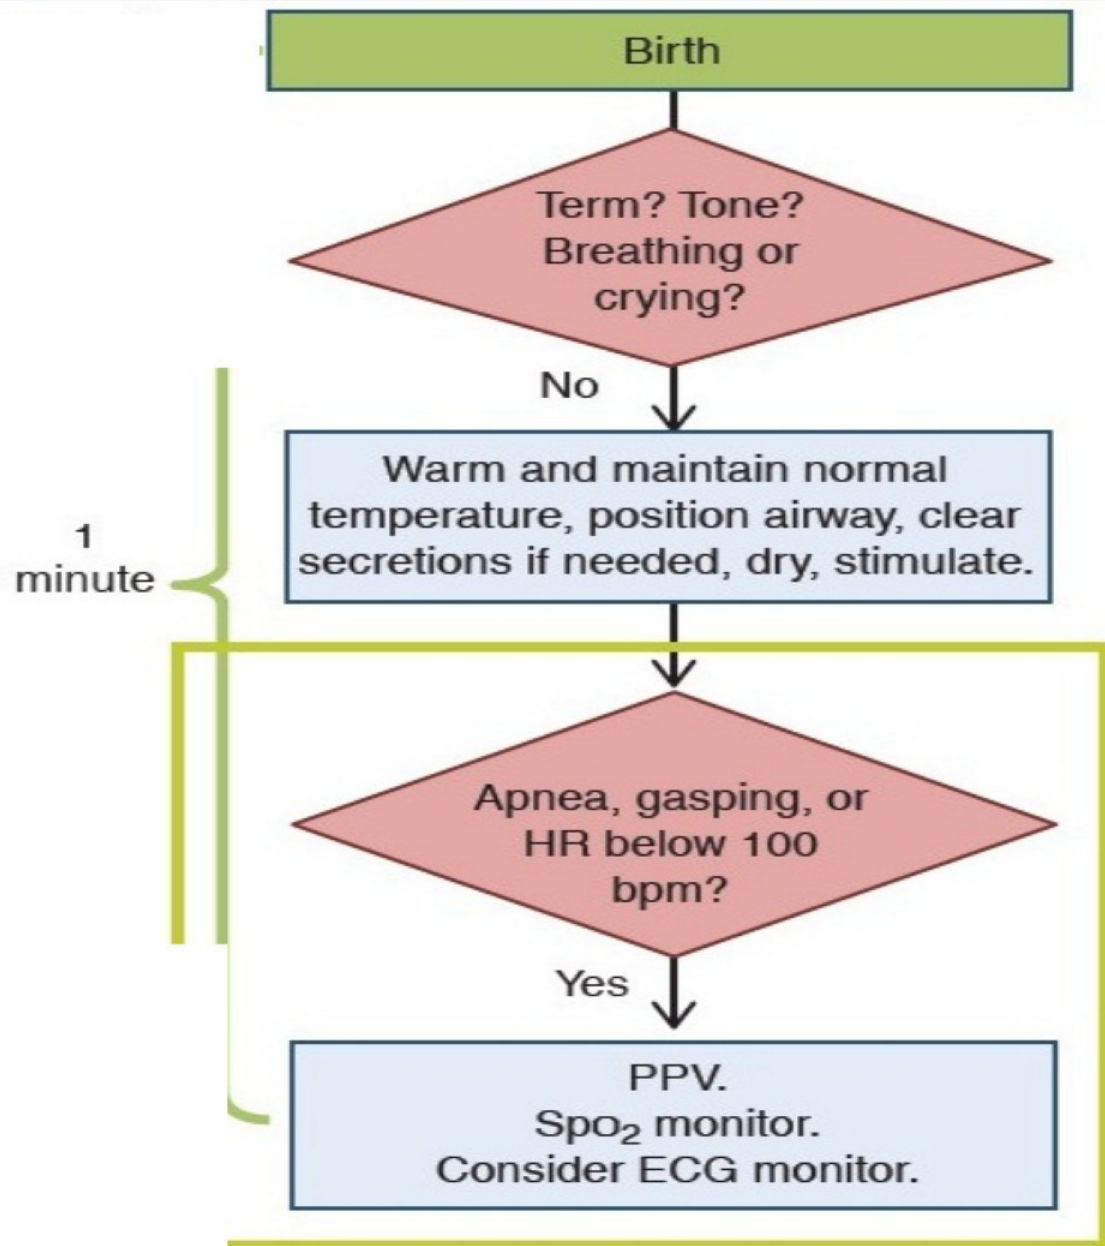 Birth
Term? Tone?
Breathing or
crying?
No
Warm and maintain normal
temperature, position airway, clear
secretions if needed, dry, stimulate.
1
minute
Apnea, gasping, or
HR below 100
bpm?
Yes
PPV.
Spo₂ monitor.
Consider ECG monitor.